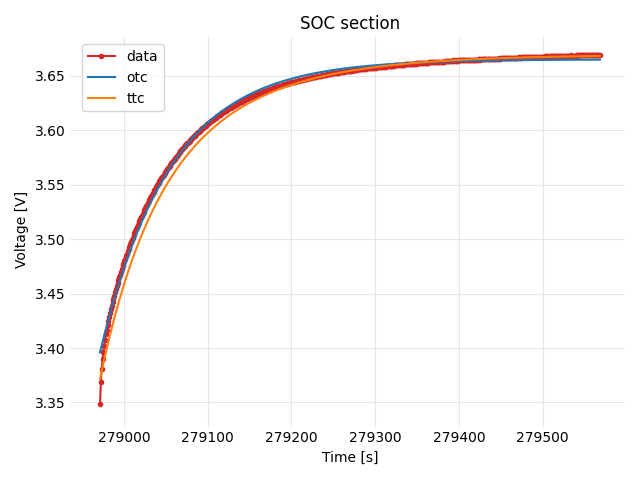 SOC section
data
otc
ttc
Voltage [V]
3.65
3.60
3.55
3.50
3.45
3.40
3.35
279000 279100 279200 279300 279400 279500
Time [s]